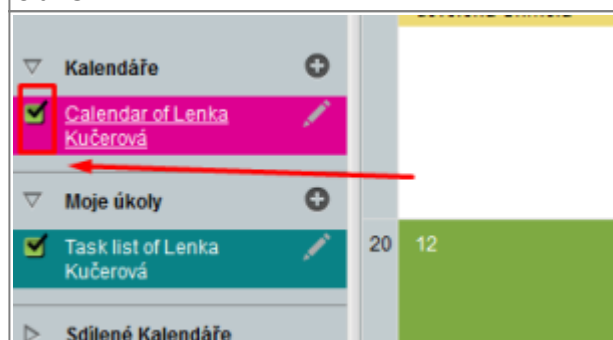 Kalendáře
Calendar of Lenka
Kučerová
Moje úkoly
Task list of Lenka
Kučerová
20 12
Sdílené Kalendáře